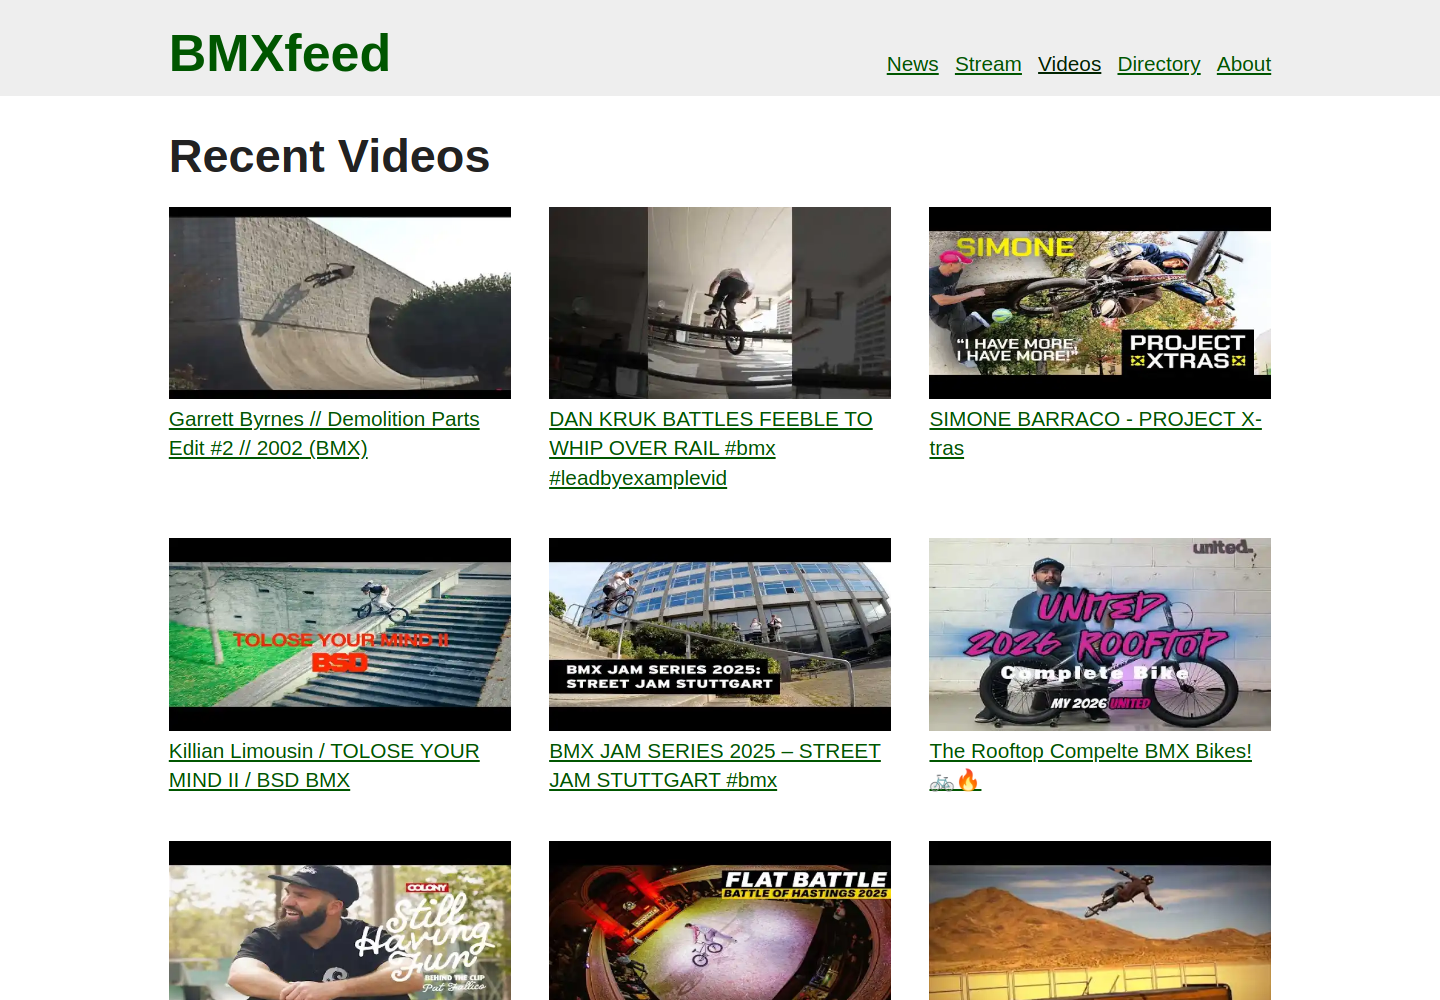 BMXfeed
News Stream Videos Directory About
Recent Videos
SIMONE
“I HAVE MORE,
I HAVE MORE!”
PROJECT
XTRAS
Garrett Byrnes // Demolition Parts
Edit #2 // 2002 (BMX)
DAN KRUK BATTLES FEEBLE TO
WHIP OVER RAIL #bmx
#leadbyexamplevid
SIMONE BARRACO - PROJECT X-
tras
TOLOSE YOUR MIND II
BSD
BMX JAM SERIES 2025:
STREET JAM STUTTGART
united.
UNITED
2026 ROOFTOP
Complete Bike
MY 2026 UNITED
Killian Limousin / TOLOSE YOUR
MIND II / BSD BMX
BMX JAM SERIES 2025 – STREET
JAM STUTTGART #bmx
The Rooftop Compelte BMX Bikes!
🚲🔥
COLONY
Still
Having
Fun
BEHIND THE CLIP
Pat Fallico
FLAT BATTLE
BATTLE OF HASTINGS 2025